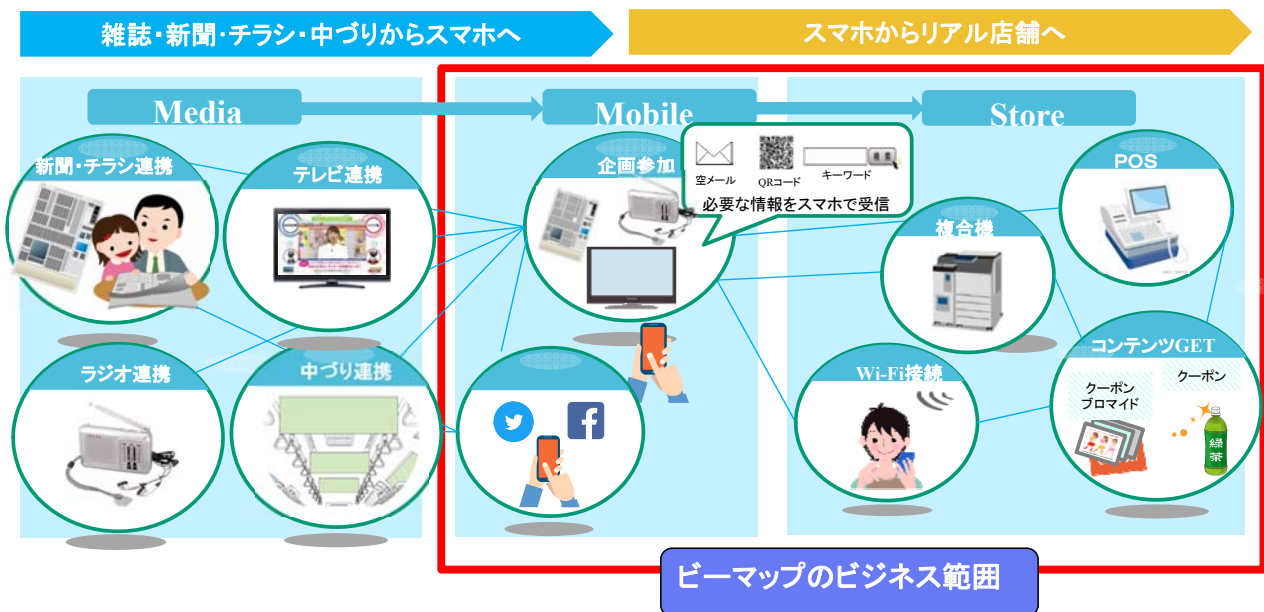 雑誌・新聞・チラシ・中づりからスマホへ
スマホからリアル店舗へ
Media
Mobile
Store
新聞・チラシ連携
テレビ連携
ラジオ連携
中づり連携
企画参加
空メール
QRコード
キーワード
検索
必要な情報をスマホで受信
POS
複合機
Wi-Fi接続
コンテンツGET
クーポン
ブロマイド
クーポン
緑茶
ビーマップのビジネス範囲